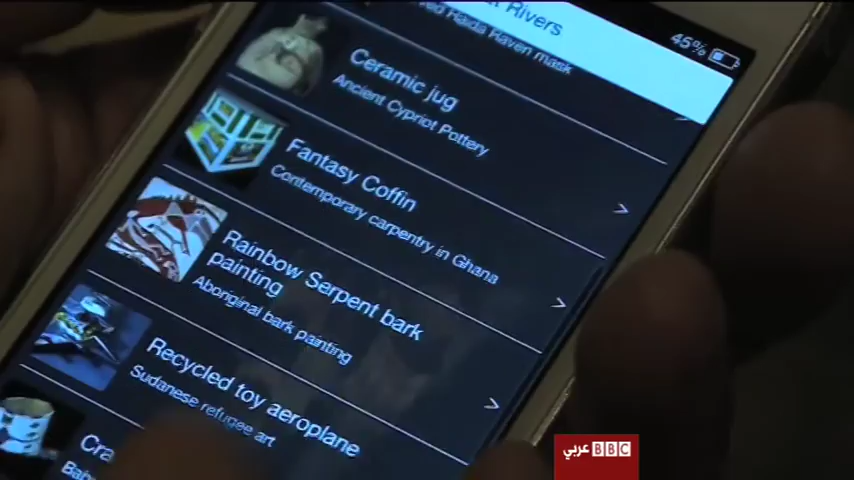 Rivers
Haida Raven mask
45%
Ceramic jug
Ancient Cypriot Pottery
Fantasy Coffin
Contemporary carpentry in Ghana
Rainbow Serpent bark
painting
Aboriginal bark painting
Recycled toy aeroplane
Sudanese refugee art
عربي BBC